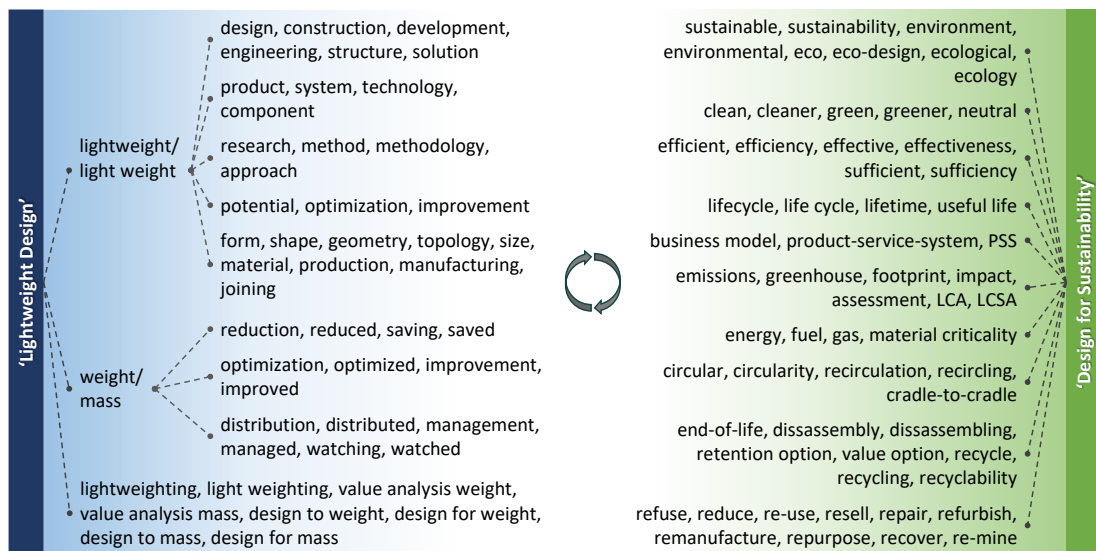 'Lightweight Design'
lightweight/
light weight
design, construction, development,
engineering, structure, solution
product, system, technology,
component
research, method, methodology,
approach
potential, optimization, improvement
form, shape, geometry, topology, size,
material, production, manufacturing,
joining
weight/
mass
reduction, reduced, saving, saved
optimization, optimized, improvement,
improved
distribution, distributed, management,
managed, watching, watched
lightweighting, light weighting, value analysis weight,
value analysis mass, design to weight, design for weight,
design to mass, design for mass
sustainable, sustainability, environment,
environmental, eco, eco-design, ecological,
ecology
clean, cleaner, green, greener, neutral
efficient, efficiency, effective, effectiveness,
sufficient, sufficiency
lifecycle, life cycle, lifetime, useful life
business model, product-service-system, PSS
emissions, greenhouse, footprint, impact,
assessment, LCA, LCSA
energy, fuel, gas, material criticality
circular, circularity, recirculation, recircling,
cradle-to-cradle
end-of-life, dissassembly, dissassembling,
retention option, value option, recycle,
recycling, recyclability
refuse, reduce, re-use, resell, repair, refurbish,
remanufacture, repurpose, recover, re-mine
'Design for Sustainability'